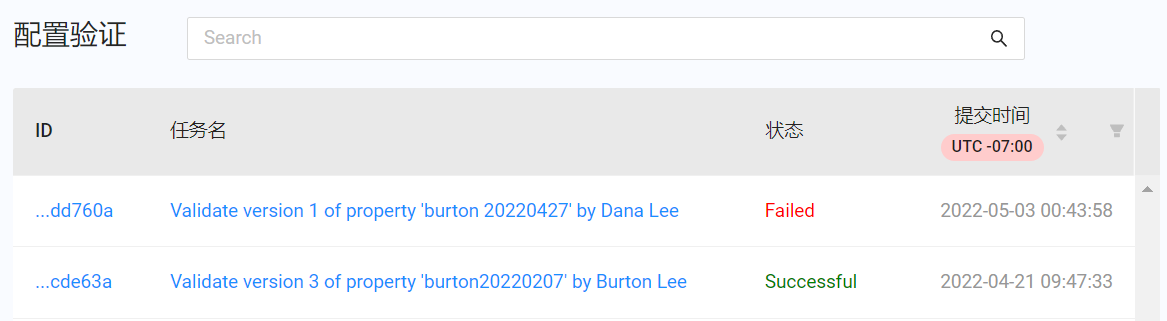 配置验证
Search
ID 任务名 状态 提交时间
UTC -07:00
...dd760a Validate version 1 of property 'burton 20220427' by Dana Lee Failed 2022-05-03 00:43:58
...cde63a Validate version 3 of property 'burton20220207' by Burton Lee Successful 2022-04-21 09:47:33